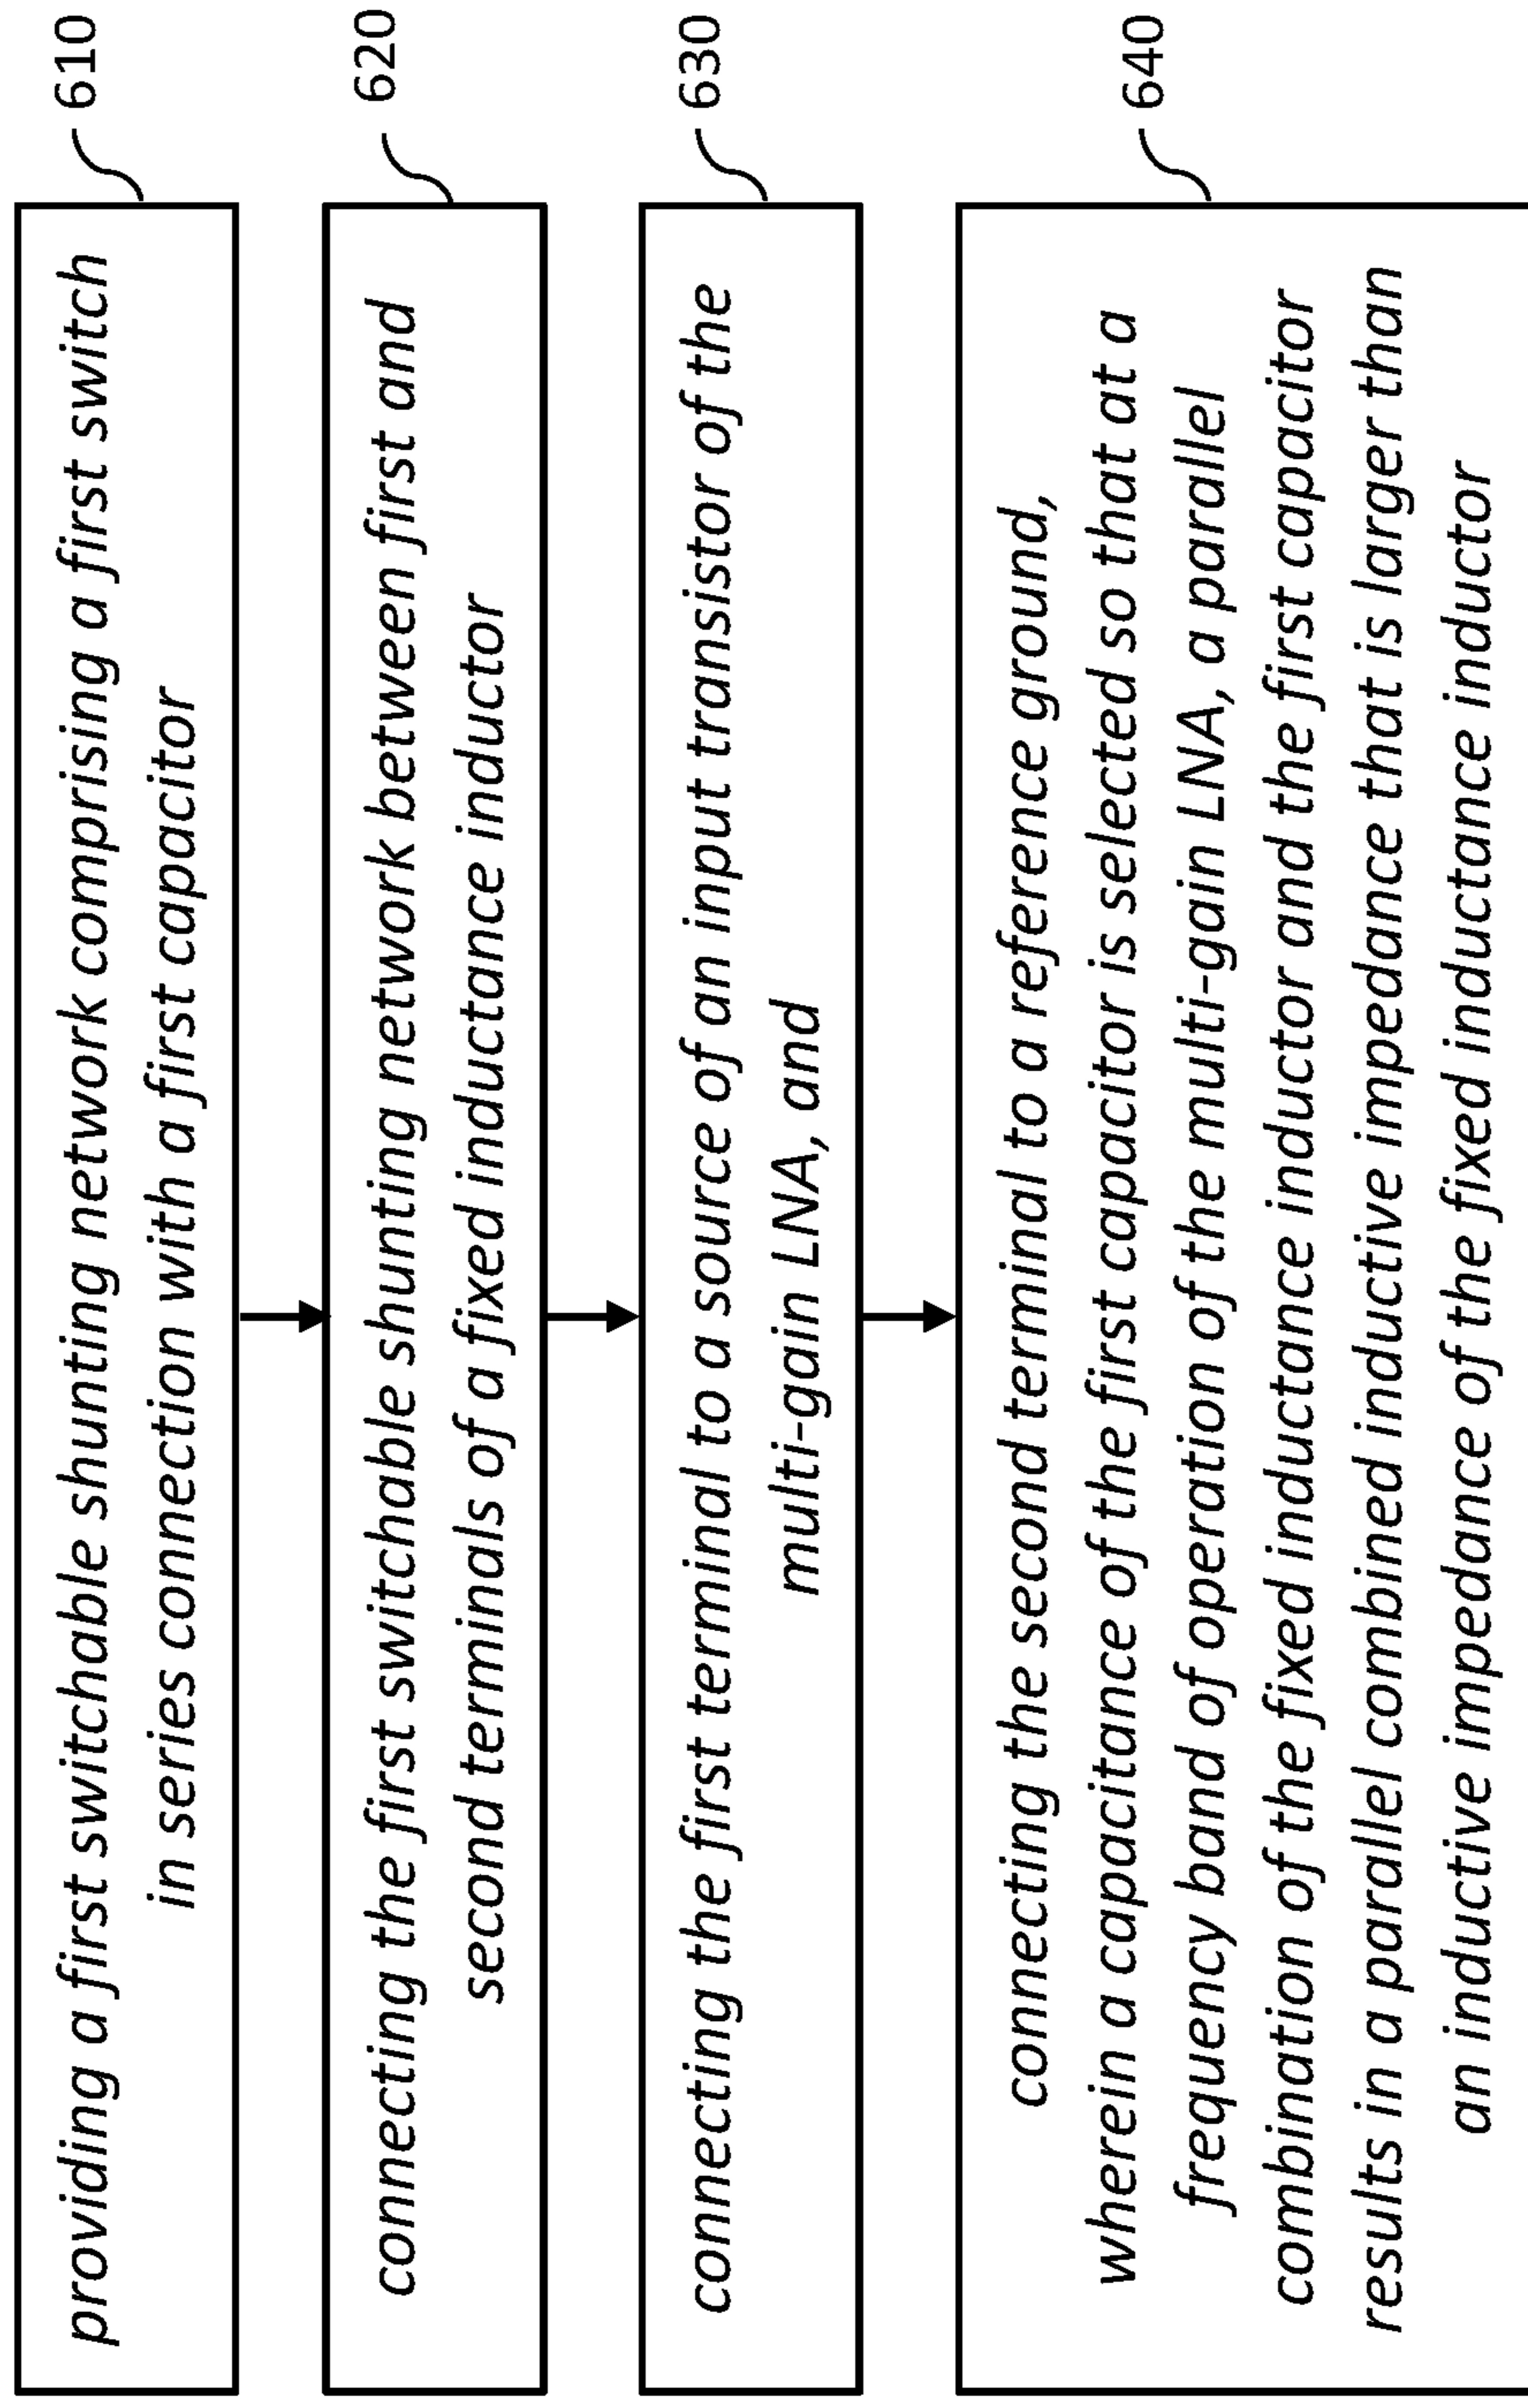 providing a first switchable shunting network comprising a first switch
in series connection with a first capacitor
610
connecting the first switchable shunting network between first and
second terminals of a fixed inductance inductor
620
connecting the first terminal to a source of an input transistor of the
multi-gain LNA, and
630
connecting the second terminal to a reference ground,
wherein a capacitance of the first capacitor is selected so that at a
frequency band of operation of the multi-gain LNA, a parallel
combination of the fixed inductance inductor and the first capacitor
results in a parallel combined inductive impedance that is larger than
an inductive impedance of the fixed inductance inductor
640